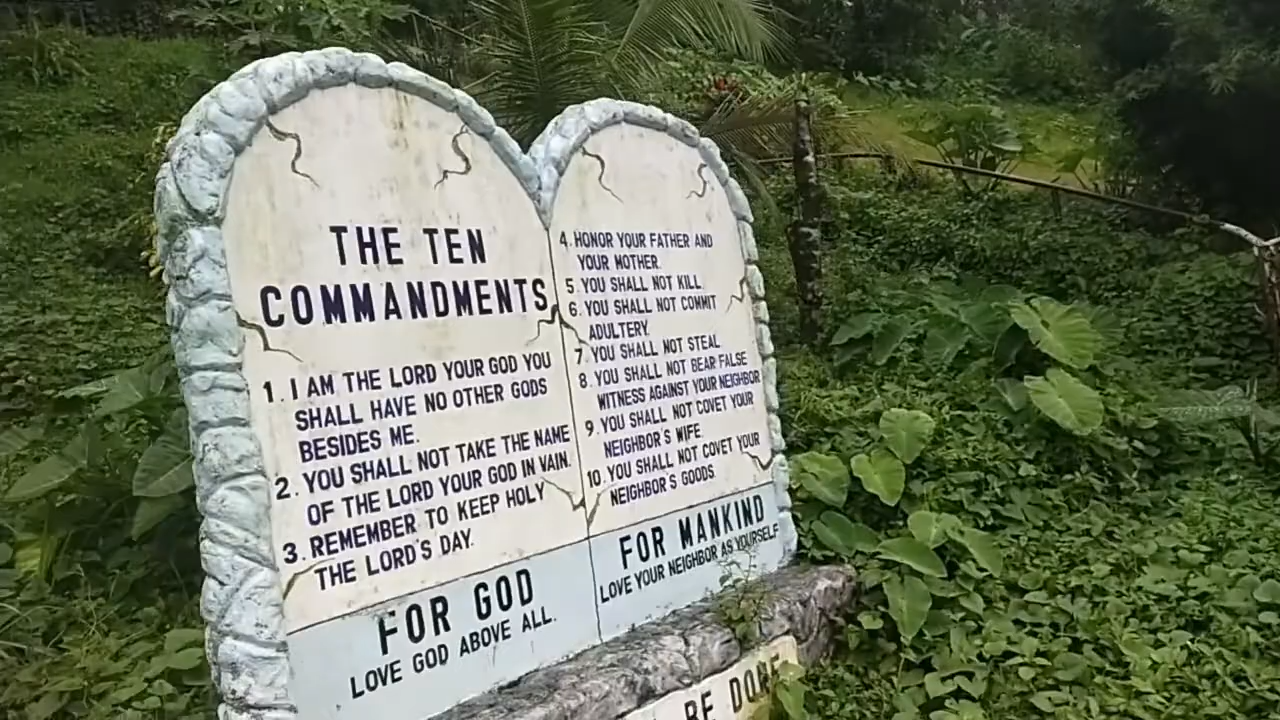 THE TEN
COMMANDMENTS
1. I AM THE LORD YOUR GOD YOU
SHALL HAVE NO OTHER GODS
BESIDES ME.
2. YOU SHALL NOT TAKE THE NAME
OF THE LORD YOUR GOD IN VAIN.
3. REMEMBER TO KEEP HOLY
THE LORD'S DAY.
FOR GOD
LOVE GOD ABOVE ALL.
4. HONOR YOUR FATHER AND
YOUR MOTHER.
5. YOU SHALL NOT KILL.
6. YOU SHALL NOT COMMIT
ADULTERY.
7. YOU SHALL NOT STEAL
8. YOU SHALL NOT BEAR FALSE
WITNESS AGAINST YOUR NEIGHBOR
9. YOU SHALL NOT COVET YOUR
NEIGHBOR'S WIFE.
10. YOU SHALL NOT COVET YOUR
NEIGHBOR'S GOODS.
FOR MANKIND
LOVE YOUR NEIGHBOR AS YOURSELF
BE DONE